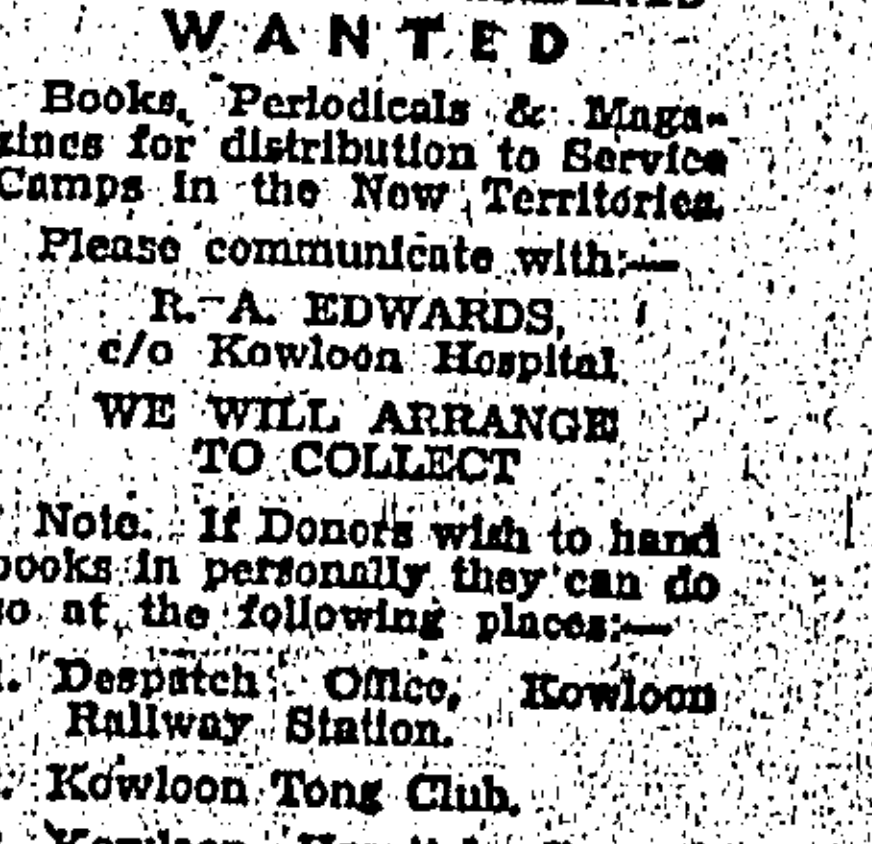 WANTED
Books, Periodicals & Maga-
zines for distribution to Service
Camps in the New Territories.
Please communicate with:—
R. A. EDWARDS,
c/o Kowloon Hospital
WE WILL ARRANGE
TO COLLECT
Note. If Donors wish to hand
books in personally they can do
so at the following places:—
1. Despatch Office, Kowloon
Railway Station.
Kowloon Tong Club.
Kowloon